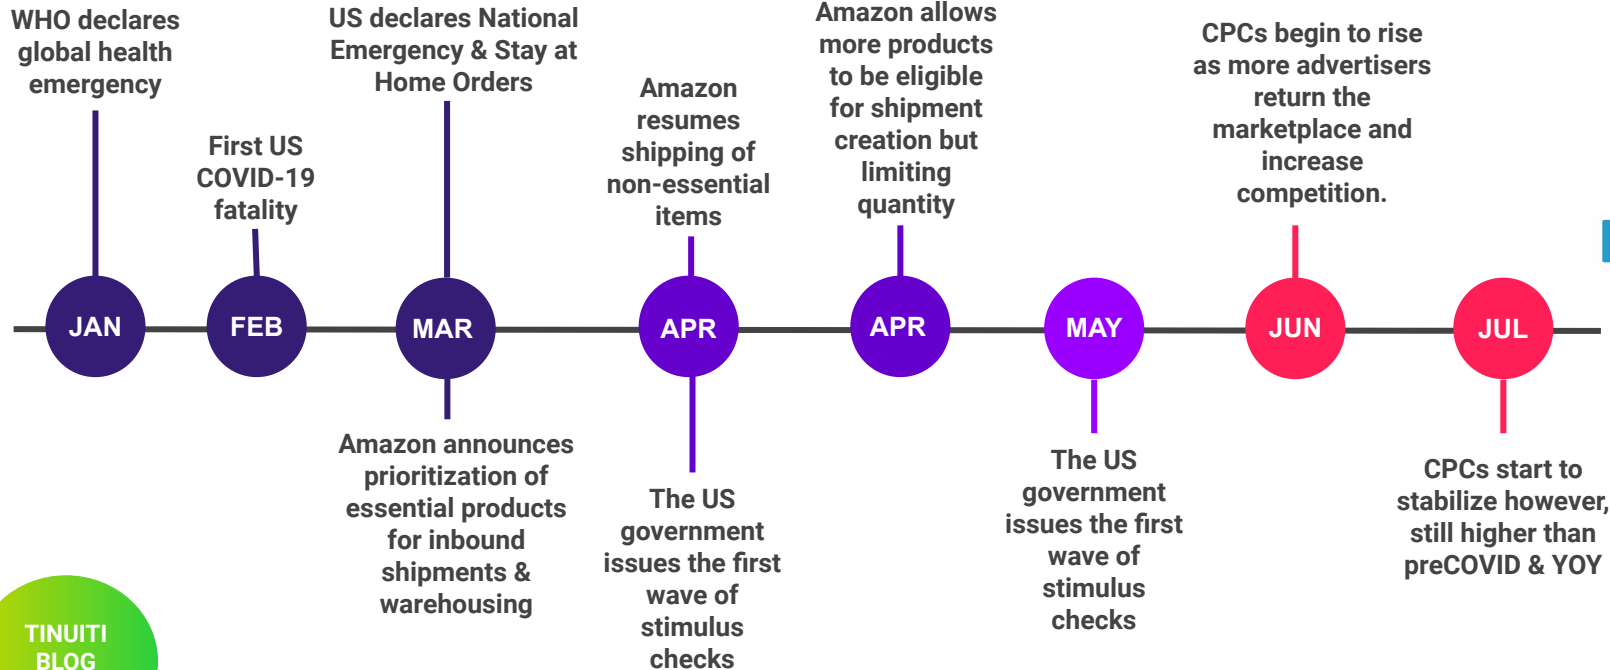 WHO declares
global health
emergency
First US
COVID-19
fatality
US declares National
Emergency & Stay at
Home Orders
Amazon
resumes
shipping of
non-essential
items
Amazon allows
more products
to be eligible
for shipment
creation but
limiting
quantity
CPCs begin to rise
as more advertisers
return the
marketplace and
increase
competition.
JAN
FEB
MAR
APR
APR
MAY
JUN
JUL
Amazon announces
prioritization of
essential products
for inbound
shipments &
warehousing
The US
government
issues the first
wave of
stimulus
checks
The US
government
issues the first
wave of
stimulus
checks
CPCs start to
stabilize however,
still higher than
preCOVID & YOY
TINUITI
BLOG